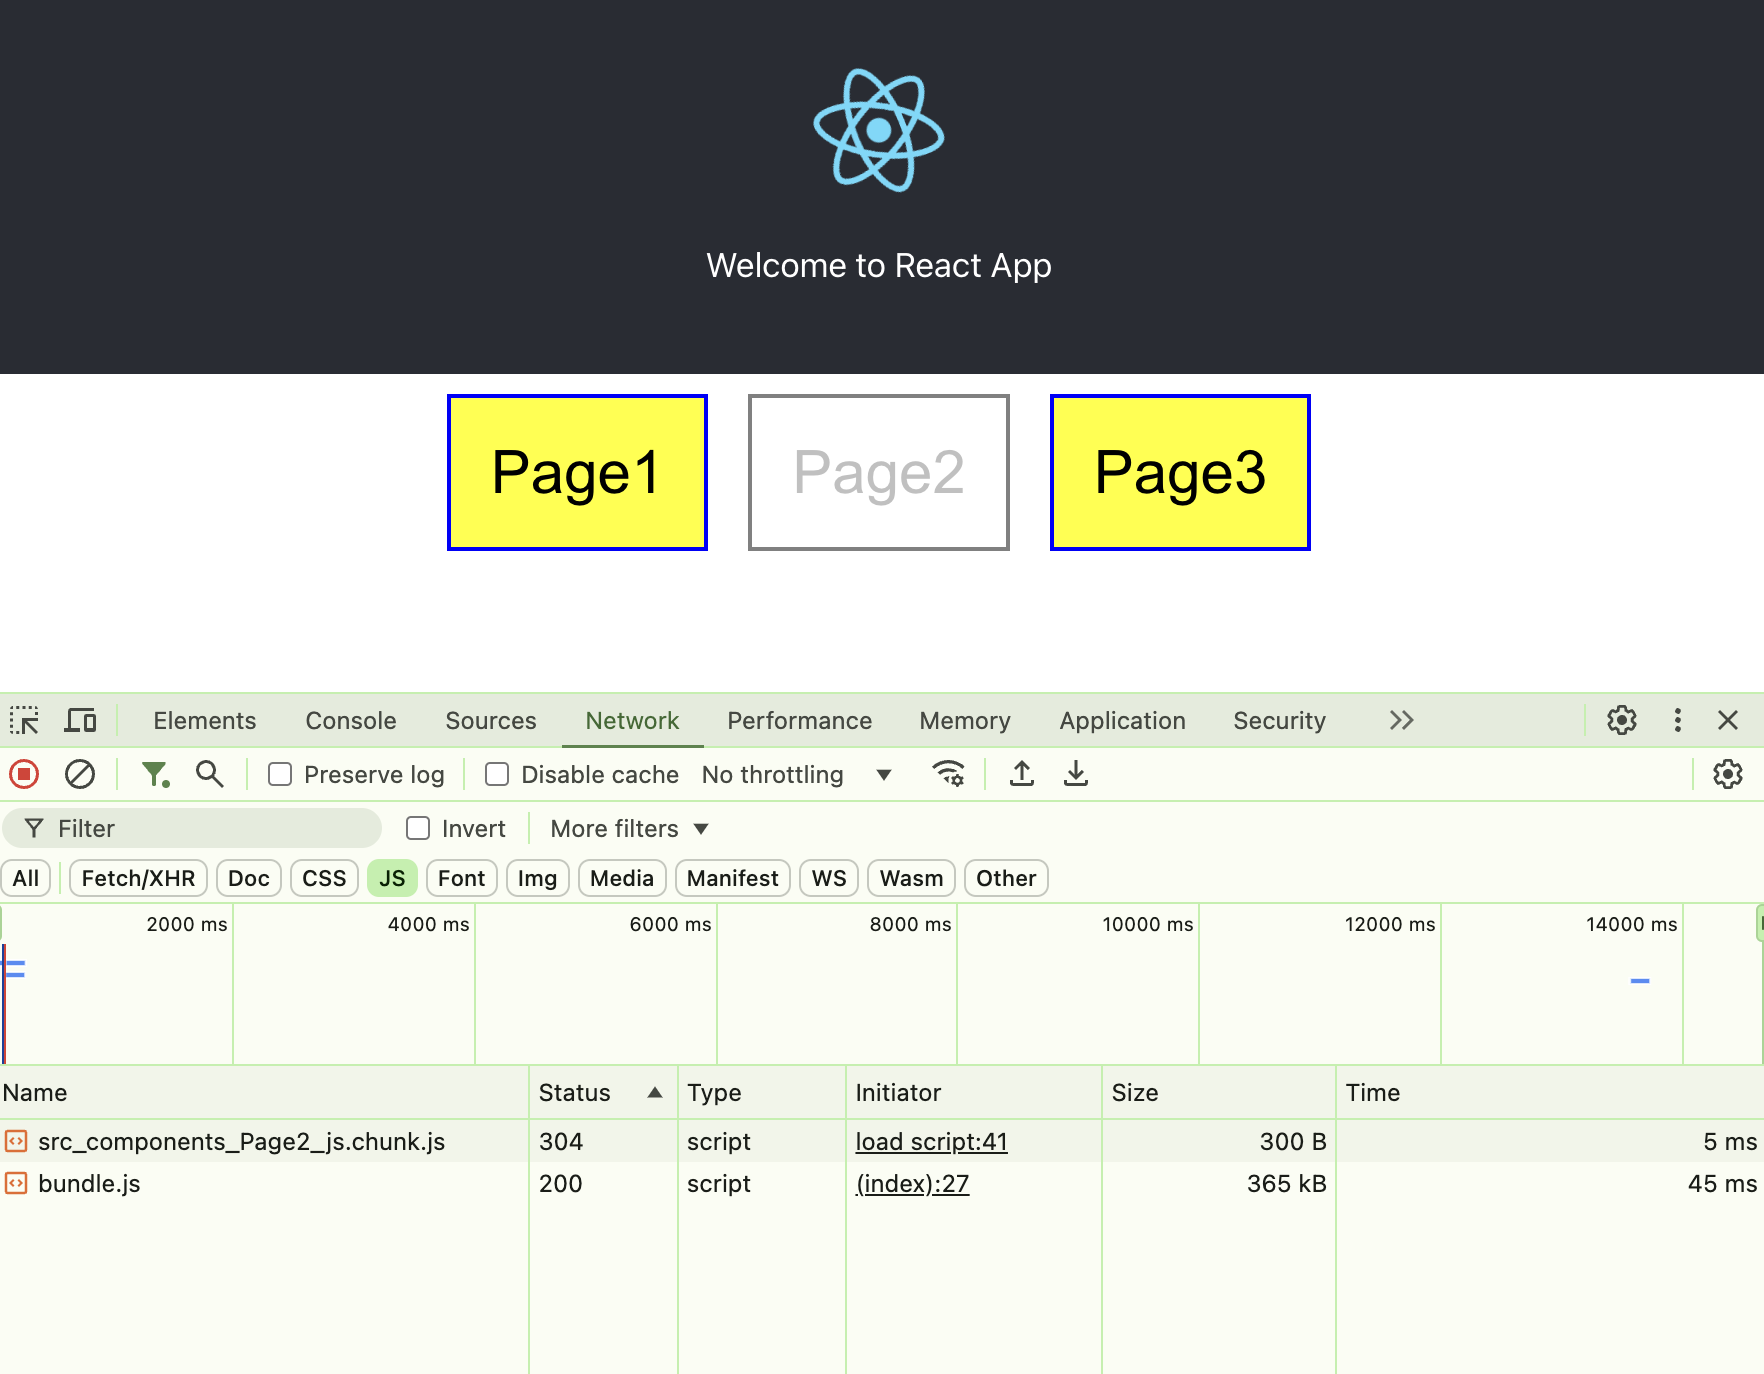 Welcome to React App
Page1 Page2 Page3
Elements Console Sources Network Performance Memory Application Security
Preserve log Disable cache No throttling
Filter Invert More filters
All Fetch/XHR Doc CSS JS Font Img Media Manifest WS Wasm Other
2000 ms 4000 ms 6000 ms 8000 ms 10000 ms 12000 ms 14000 ms
Name Status Type Initiator Size Time
src_components_Page2_js.chunk.js 304 script load script:41 300 B 5 ms
bundle.js 200 script (index):27 365 kB 45 ms